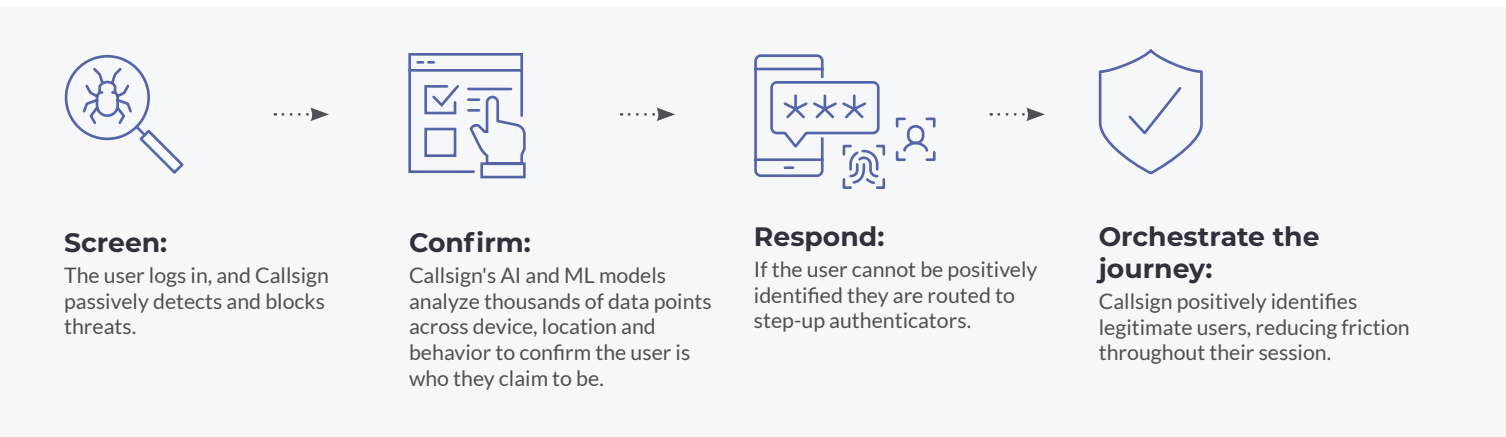 Screen:
The user logs in, and Callsign
passively detects and blocks
threats.
Confirm:
Callsign's AI and ML models
analyze thousands of data points
across device, location and
behavior to confirm the user is
who they claim to be.
Respond:
If the user cannot be positively
identified they are routed to
step-up authenticators.
Orchestrate the
journey:
Callsign positively identifies
legitimate users, reducing friction
throughout their session.